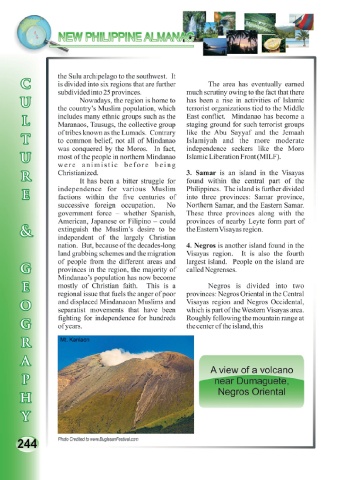 NEW PHILIPPINE ALMANAC
CULTURE & GEOGRAPHY
the Sulu archipelago to the southwest. It
is divided into six regions that are further
subdivided into 25 provinces.
Nowadays, the region is home to
the country's Muslim population, which
includes many ethnic groups such as the
Maranaos, Tausugs, the collective group
of tribes known as the Lumads. Contrary
to common belief, not all of Mindanao
was conquered by the Moros. In fact,
most of the people in northern Mindanao
were animistic before being
Christianized.
It has been a bitter struggle for
independence for various Muslim
factions within the five centuries of
successive foreign occupation. No
government force – whether Spanish,
American, Japanese or Filipino – could
extinguish the Muslim's desire to be
independent of the largely Christian
nation. But, because of the decades-long
land grabbing schemes and the migration
of people from the different areas and
provinces in the region, the majority of
Mindanao's population has now become
mostly of Christian faith. This is a
regional issue that fuels the anger of poor
and displaced Mindanaoan Muslims and
separatist movements that have been
fighting for independence for hundreds
of years.
The area has eventually earned
much scrutiny owing to the fact that there
has been a rise in activities of Islamic
terrorist organizations tied to the Middle
East conflict. Mindanao has become a
staging ground for such terrorist groups
like the Abu Sayyaf and the Jemaah
Islamiyah and the more moderate
independence seekers like the Moro
Islamic Liberation Front (MILF).
3. Samar is an island in the Visayas
found within the central part of the
Philippines. The island is further divided
into three provinces: Samar province,
Northern Samar, and the Eastern Samar.
These three provinces along with the
provinces of nearby Leyte form part of
the Eastern Visayas region.
4. Negros is another island found in the
Visayas region. It is also the fourth
largest island. People on the island are
called Negrenses.
Negros is divided into two
provinces: Negros Oriental in the Central
Visayas region and Negros Occidental,
which is part of the Western Visayas area.
Roughly following the mountain range at
the center of the island, this
Mt. Kanlaon
A view of a volcano
near Dumaguete,
Negros Oriental
244
Photo Credited to www.BuglasanFestival.com